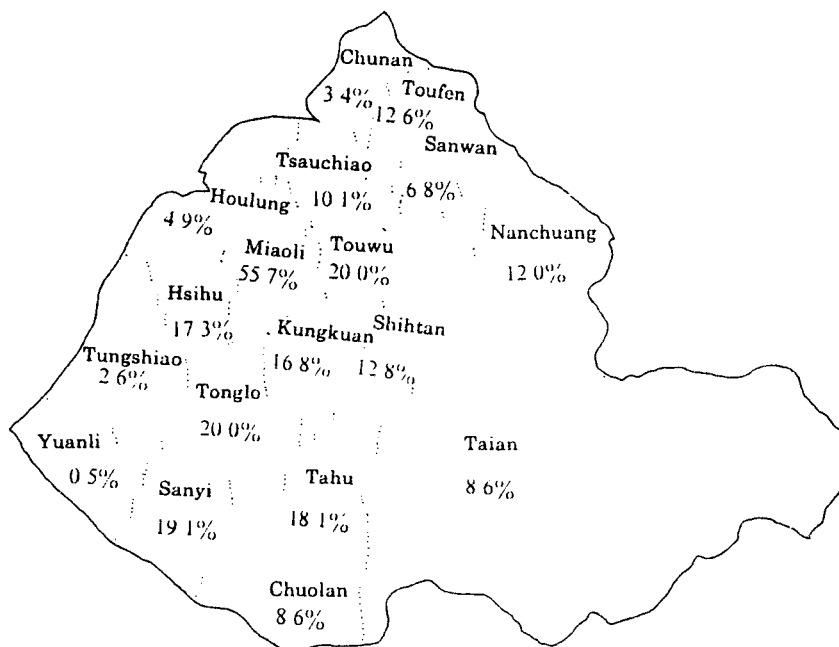 Chunan
3.4%
Toufen
12.6%
Sanwan
6.8%
Tsauchiao
10.1%
Houlung
4.9%
Nanchuang
12.0%
Miaoli
55.7%
Touwu
20.0%
Hsihu
17.3%
Kungkuan
16.8%
Shihtan
12.8%
Tungshiao
2.6%
Tonglo
20.0%
Yuanli
0.5%
Taian
8.6%
Sanyi
19.1%
Tahu
18.1%
Chuolan
8.6%